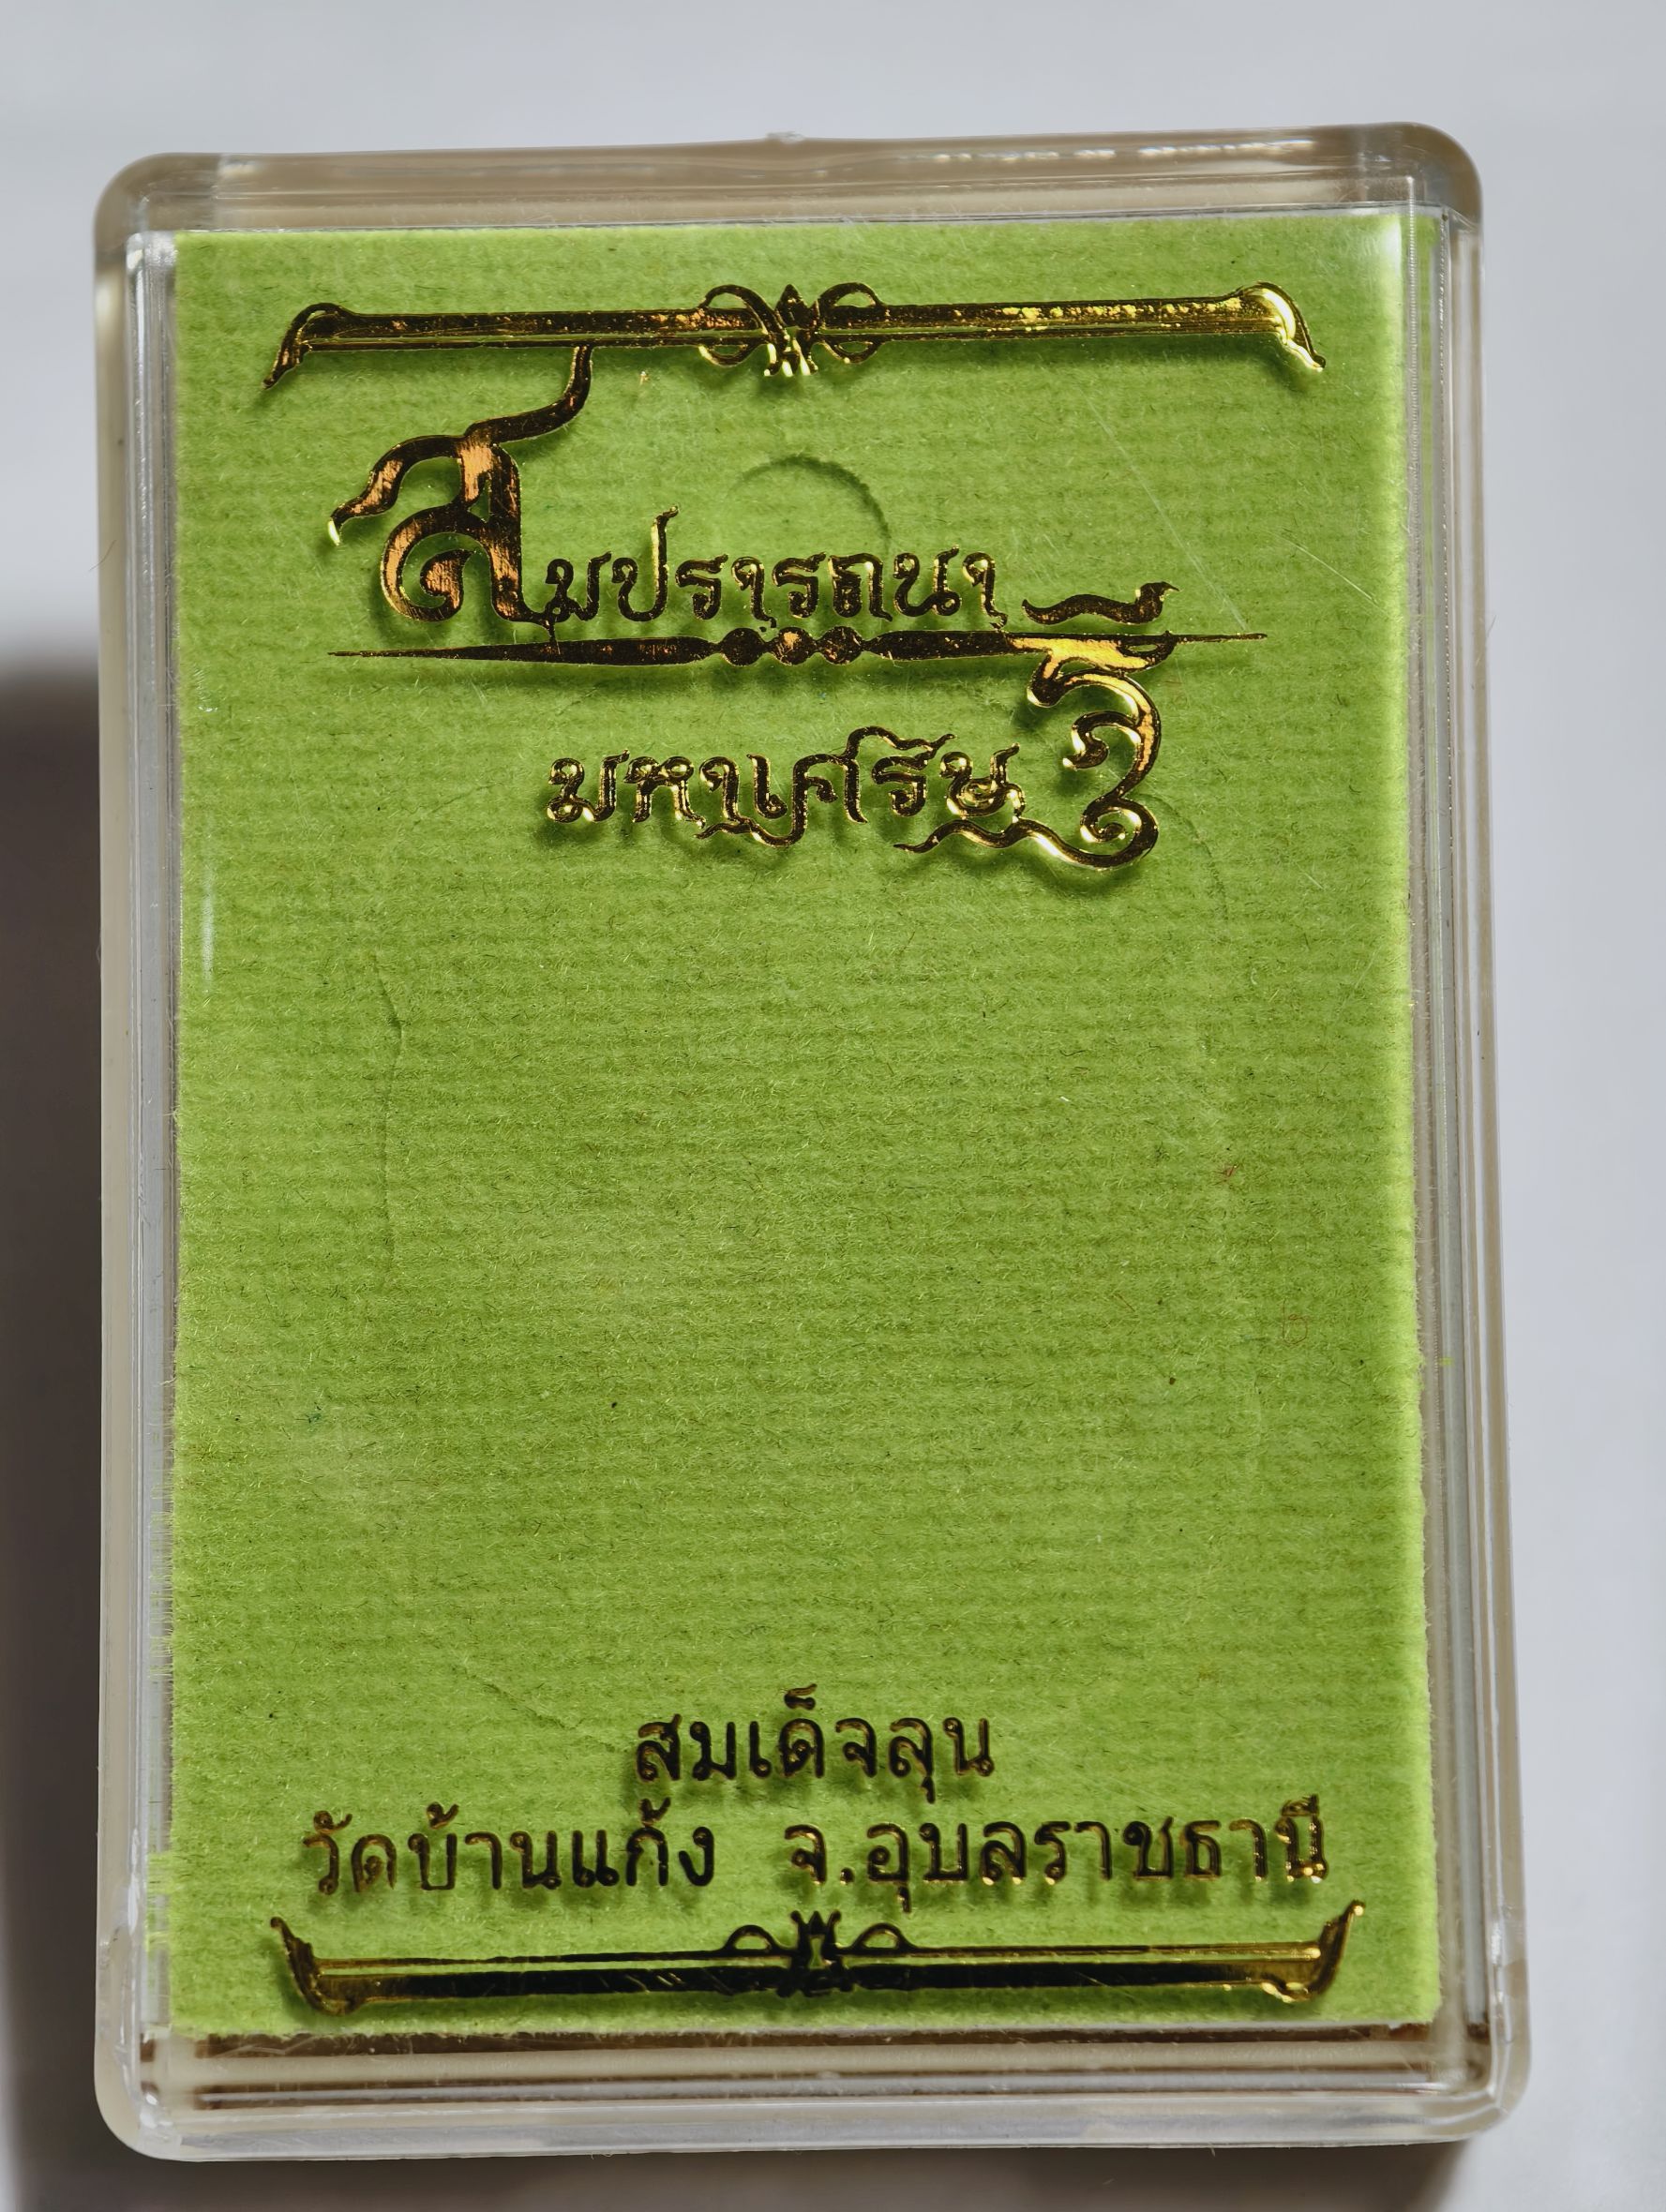 สมปรารถนา
มหาเศรษฐี
สมเด็จลุน
วัดบ้านแก้ง จ.อุบลราชธานี